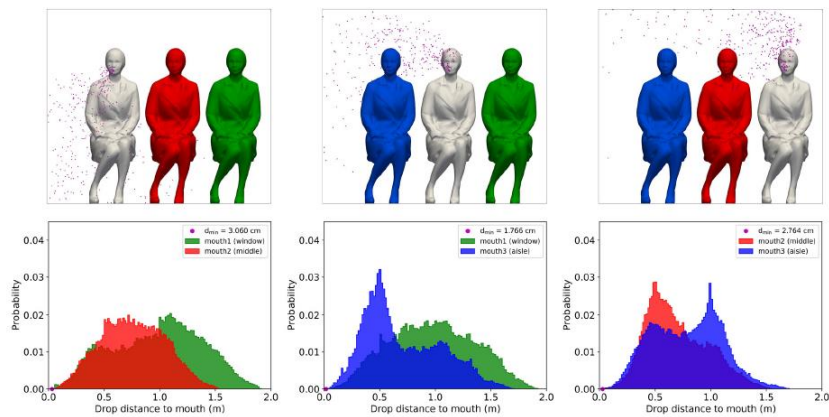 d_min = 3.060 cm
mouth1 (window)
mouth2 (middle)
0.04
0.03
0.02
0.01
0.00
Probability
0.0 0.5 1.0 1.5 2.0
Drop distance to mouth (m)
d_min = 1.766 cm
mouth1 (window)
mouth3 (aisle)
0.04
0.03
0.02
0.01
0.00
Probability
0.0 0.5 1.0 1.5 2.0
Drop distance to mouth (m)
d_min = 2.764 cm
mouth2 (middle)
mouth3 (aisle)
0.04
0.03
0.02
0.01
0.00
Probability
0.0 0.5 1.0 1.5 2.0
Drop distance to mouth (m)